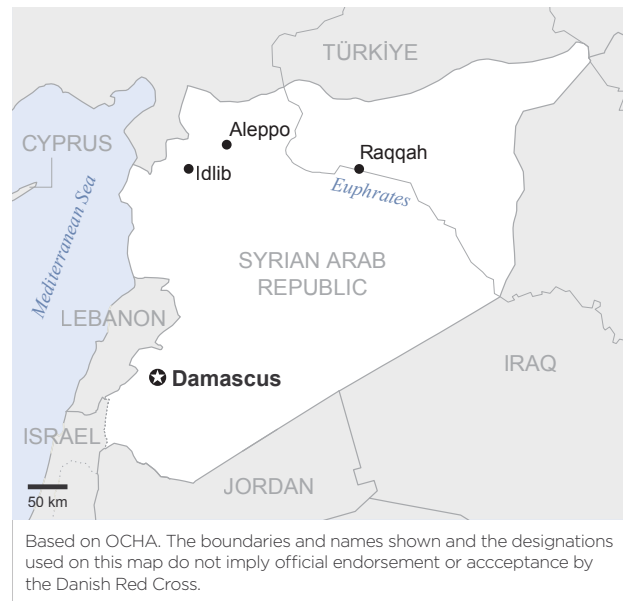 TÜRKİYE
CYPRUS
Aleppo
Idlib
Raqqah
Euphrates
Mediterranean Sea
SYRIAN ARAB
REPUBLIC
LEBANON
IRAQ
Damascus
ISRAEL
JORDAN
50 km
Based on OCHA. The boundaries and names shown and the designations
used on this map do not imply official endorsement or accceptance by
the Danish Red Cross.